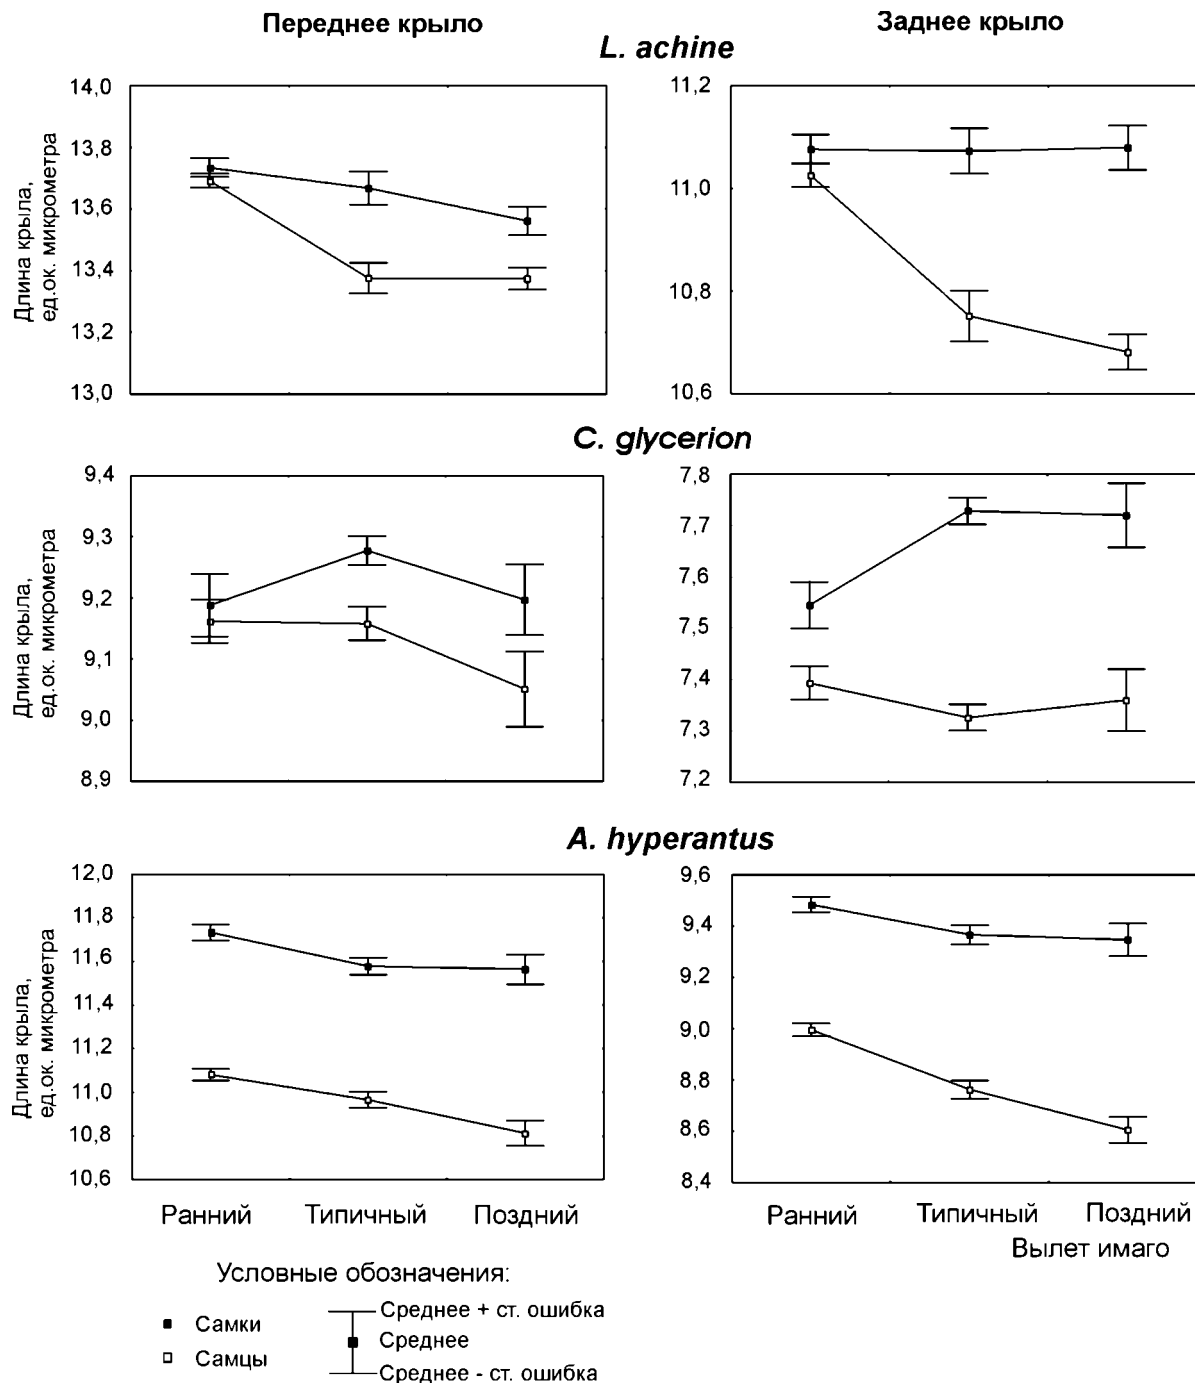 Переднее крыло
Заднее крыло
L. achine
Длина крыла,
ед.ок. микрометра
14,0
13,8
13,6
13,4
13,2
13,0
11,2
11,0
10,8
10,6
C. glycerion
Длина крыла,
ед.ок. микрометра
9,4
9,3
9,2
9,1
9,0
8,9
7,8
7,7
7,6
7,5
7,4
7,3
7,2
A. hyperantus
Длина крыла,
ед.ок. микрометра
12,0
11,8
11,6
11,4
11,2
11,0
10,8
10,6
9,6
9,4
9,2
9,0
8,8
8,6
8,4
Ранний Типичный Поздний
Ранний Типичный Поздний
Вылет имаго
Условные обозначения:
Самки
Самцы
Среднее + ст. ошибка
Среднее
Среднее - ст. ошибка